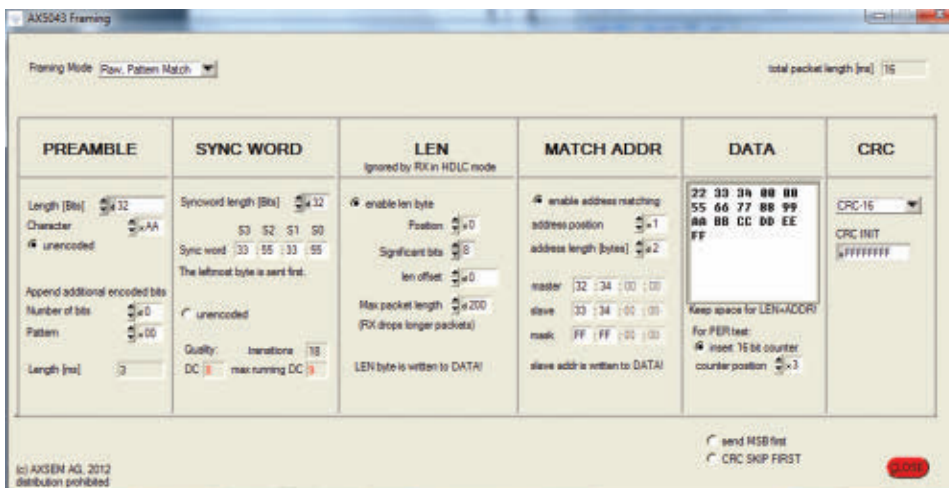 AX5043 Framing
Framing Mode Raw, Pattern Match
total packet length [ms] 16
PREAMBLE
Length [Bits] 32
Character xAA
unencoded
Append additional encoded bits
Number of bits 0
Pattern x00
Length [ms] 3
SYNC WORD
Syncword length [Bits] 32
S3 S2 S1 S0
Sync word 33 55 33 55
The leftmost byte is sent first.
unencoded
Quality: transitions 18
DC max running DC
LEN
Ignored by RX in HDLC mode
enable len byte
Position 0
Significant bits 8
len offset 0
Max packet length 200
(RX drops longer packets)
LEN byte is written to DATA!
MATCH ADDR
enable address matching
address position 1
address length [bytes] 2
master 32 34 00 00
slave 33 34 00 00
mask FF FF 00 00
slave addr is written to DATA!
DATA
22 33 34 00 00
55 66 77 88 99
AA BB CC DD EE
FF
Keep space for LEN+ADDR!
For PER test:
insert 16 bit counter
counter position 3
CRC
CRC-16
CRC INIT
xFFFFFFFF
send MSB first
CRC SKIP FIRST
(c) AXSEM AG, 2012
distribution prohibited
CLOSE